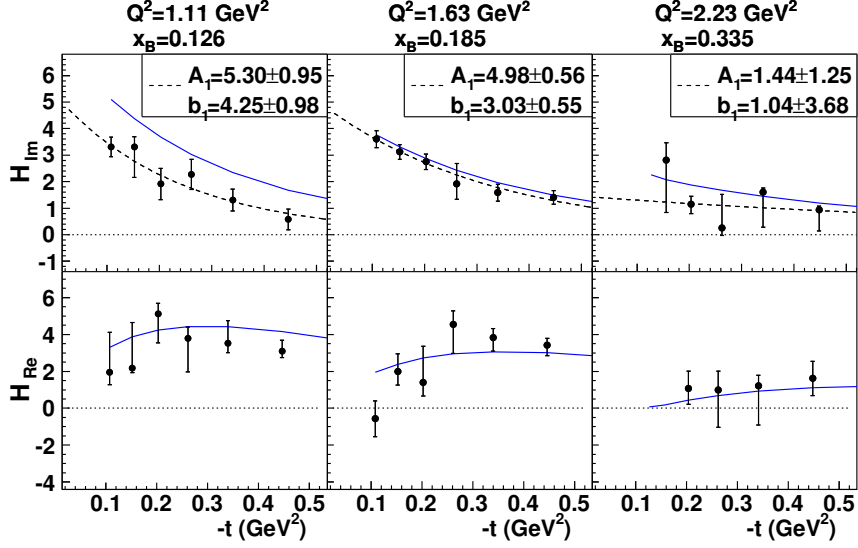 Q²=1.11 GeV² Q²=1.63 GeV² Q²=2.23 GeV²
x_B=0.126 x_B=0.185 x_B=0.335
A₁=5.30±0.95 A₁=4.98±0.56 A₁=1.44±1.25
b₁=4.25±0.98 b₁=3.03±0.55 b₁=1.04±3.68
H_Im
6
5
4
3
2
1
0
-1
H_Re
6
4
2
0
-2
-4
0.1 0.2 0.3 0.4 0.5 0.1 0.2 0.3 0.4 0.5 0.1 0.2 0.3 0.4 0.5
-t (GeV²) -t (GeV²) -t (GeV²)